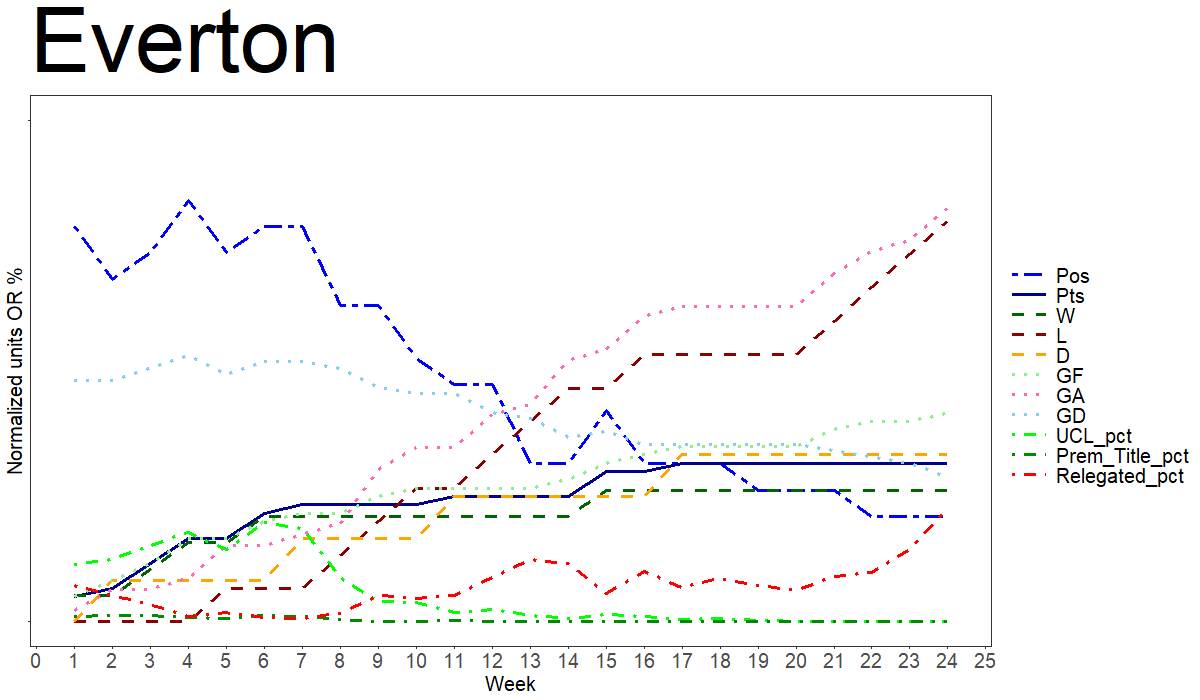 Everton
Normalized units OR %
0 1 2 3 4 5 6 7 8 9 10 11 12 13 14 15 16 17 18 19 20 21 22 23 24 25
Week
Pos
Pts
W
L
D
GF
GA
GD
UCL_pct
Prem_Title_pct
Relegated_pct